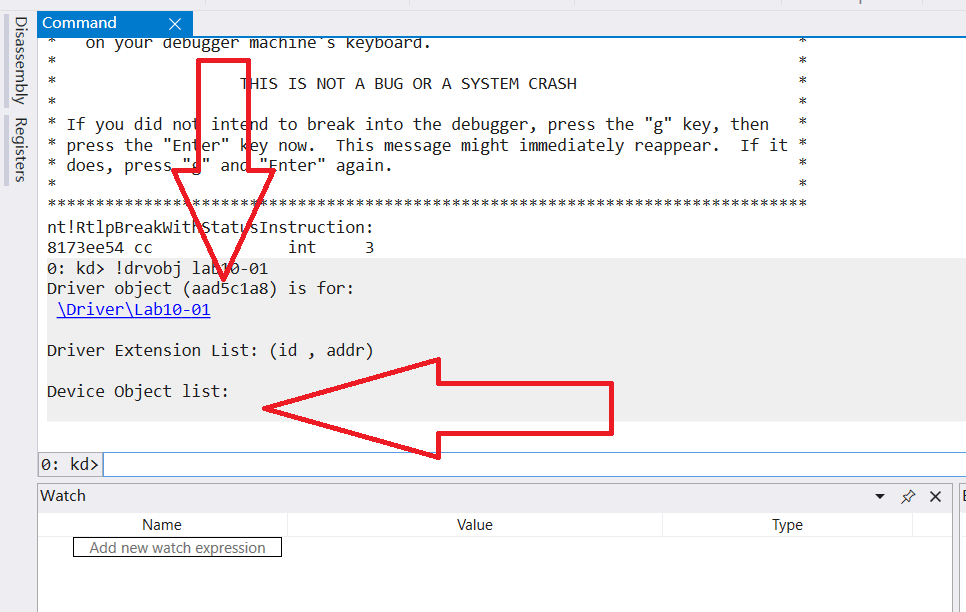 Command
Disassembly
Registers
* on your debugger machine's keyboard. *
* *
* THIS IS NOT A BUG OR A SYSTEM CRASH *
* *
* If you did not intend to break into the debugger, press the "g" key, then *
* press the "Enter" key now. This message might immediately reappear. If it *
* does, press "g" and "Enter" again. *
* *
*******************************************************************************
nt!RtlpBreakWithStatusInstruction:
8173ee54 cc int 3
0: kd> !drvobj lab10-01
Driver object (aad5c1a8) is for:
\Driver\Lab10-01
Driver Extension List: (id , addr)
Device Object list:
0: kd>
Watch
Name Value Type
Add new watch expression